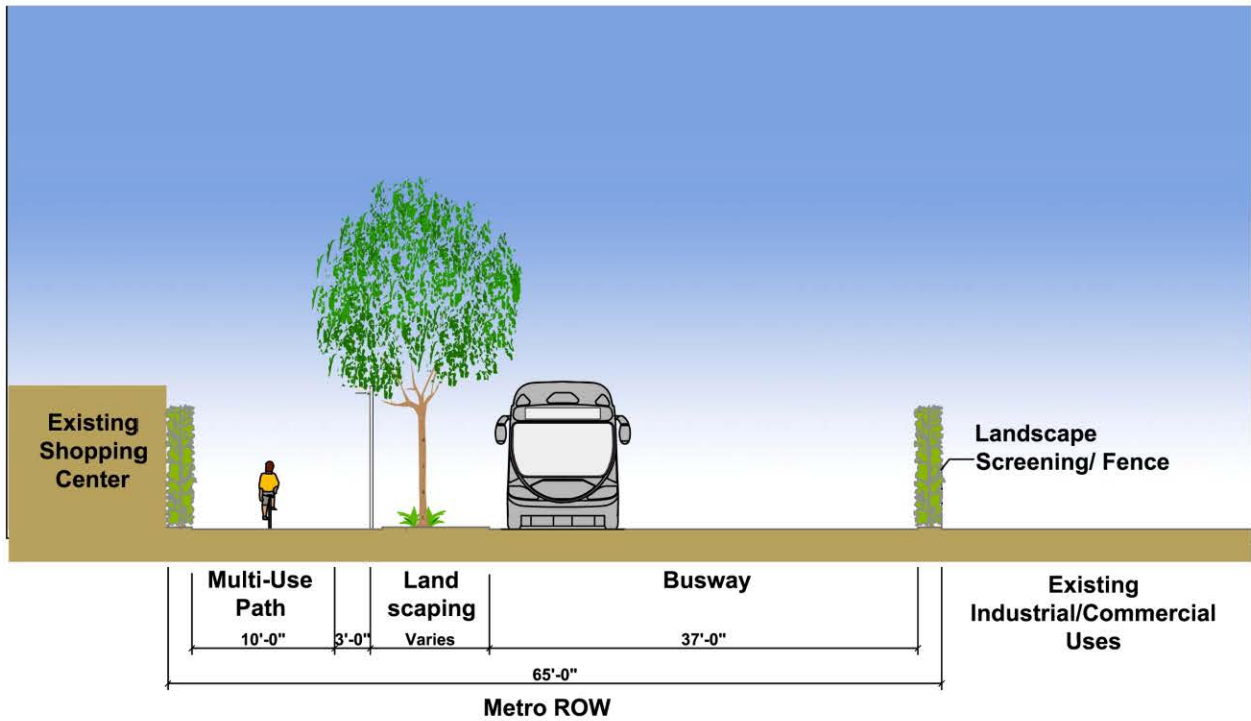 Existing
Shopping
Center
Landscape
Screening/ Fence
Multi-Use
Path
Land
scaping
Busway
Existing
Industrial/Commercial
Uses
10'-0"
3'-0"
Varies
37'-0"
65'-0"
Metro ROW